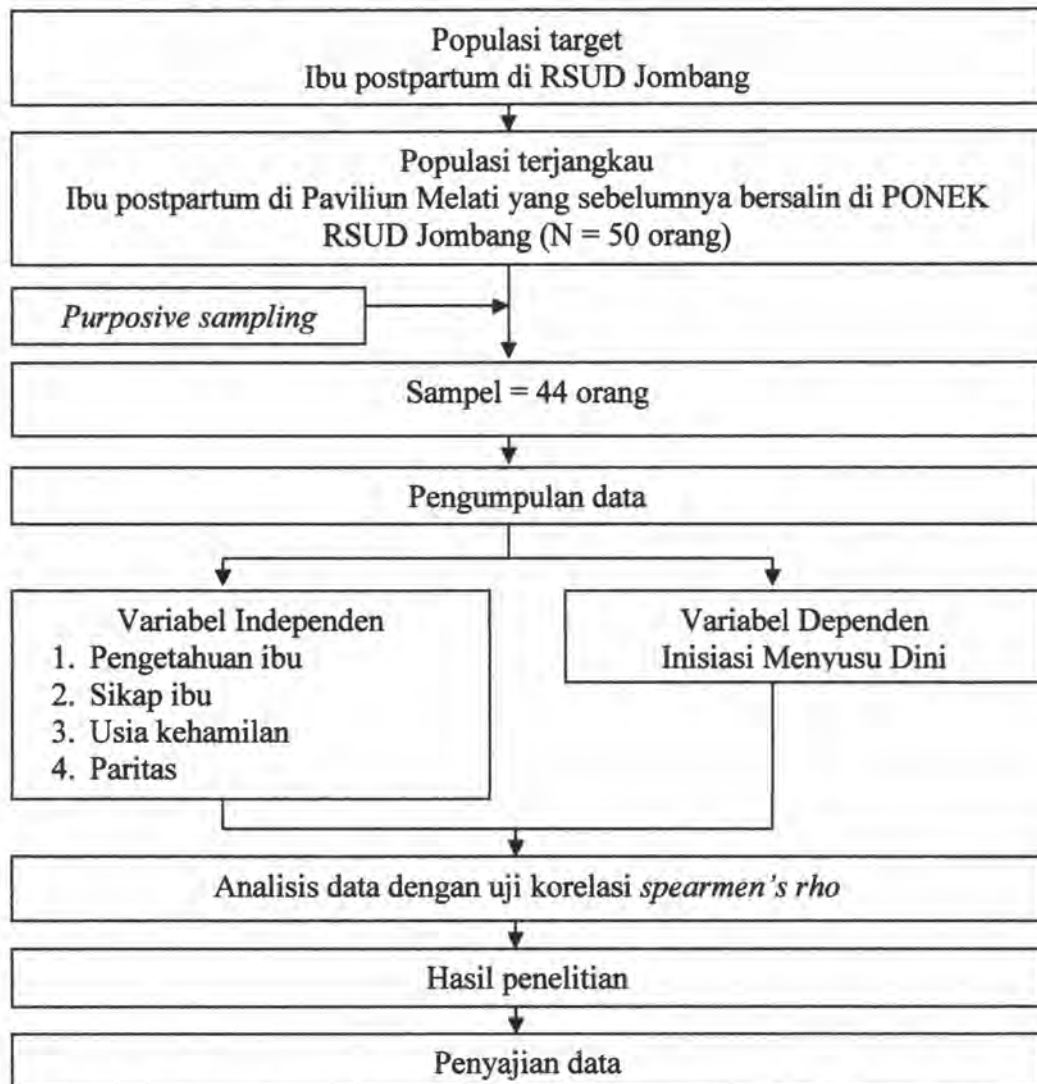 Populasi target
Ibu postpartum di RSUD Jombang
Populasi terjangkau
Ibu postpartum di Paviliun Melati yang sebelumnya bersalin di PONEK
RSUD Jombang (N = 50 orang)
Purposive sampling
Sampel = 44 orang
Pengumpulan data
Variabel Independen
1. Pengetahuan ibu
2. Sikap ibu
3. Usia kehamilan
4. Paritas
Variabel Dependen
Inisiasi Menyusu Dini
Analisis data dengan uji korelasi spearmen's rho
Hasil penelitian
Penyajian data